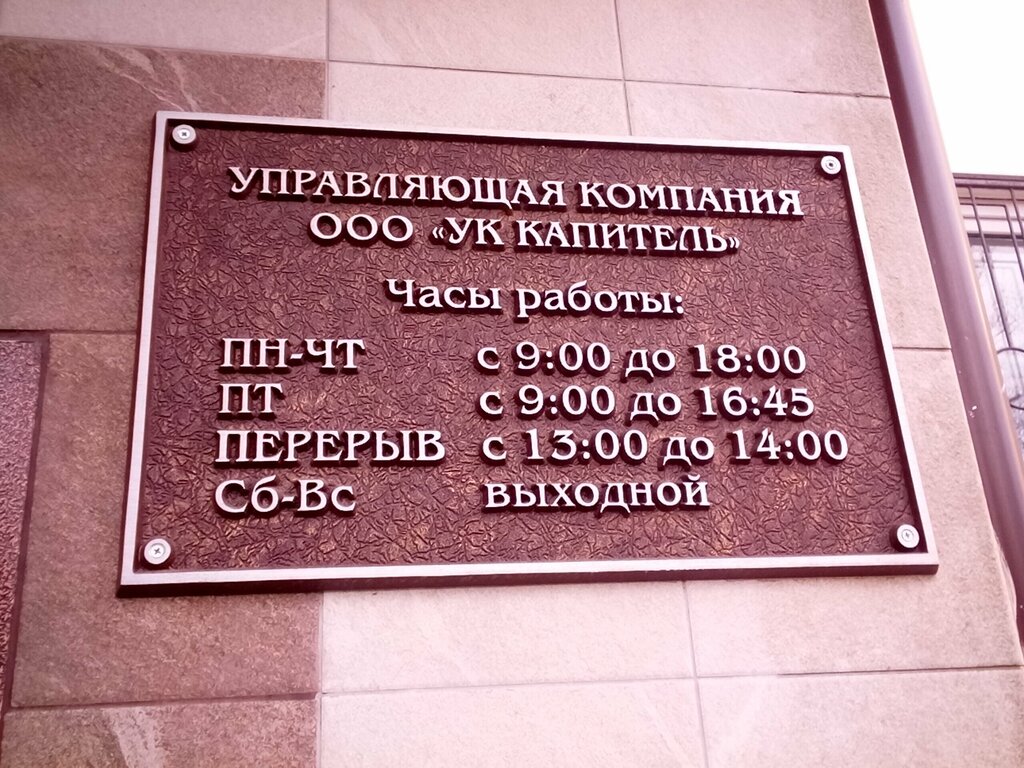 УПРАВЛЯЮЩАЯ КОМПАНИЯ
ООО «УК КАПИТЕЛЬ»
Часы работы:
ПН-ЧТ с 9:00 до 18:00
ПТ с 9:00 до 16:45
ПЕРЕРЫВ с 13:00 до 14:00
Сб-Вс выходной